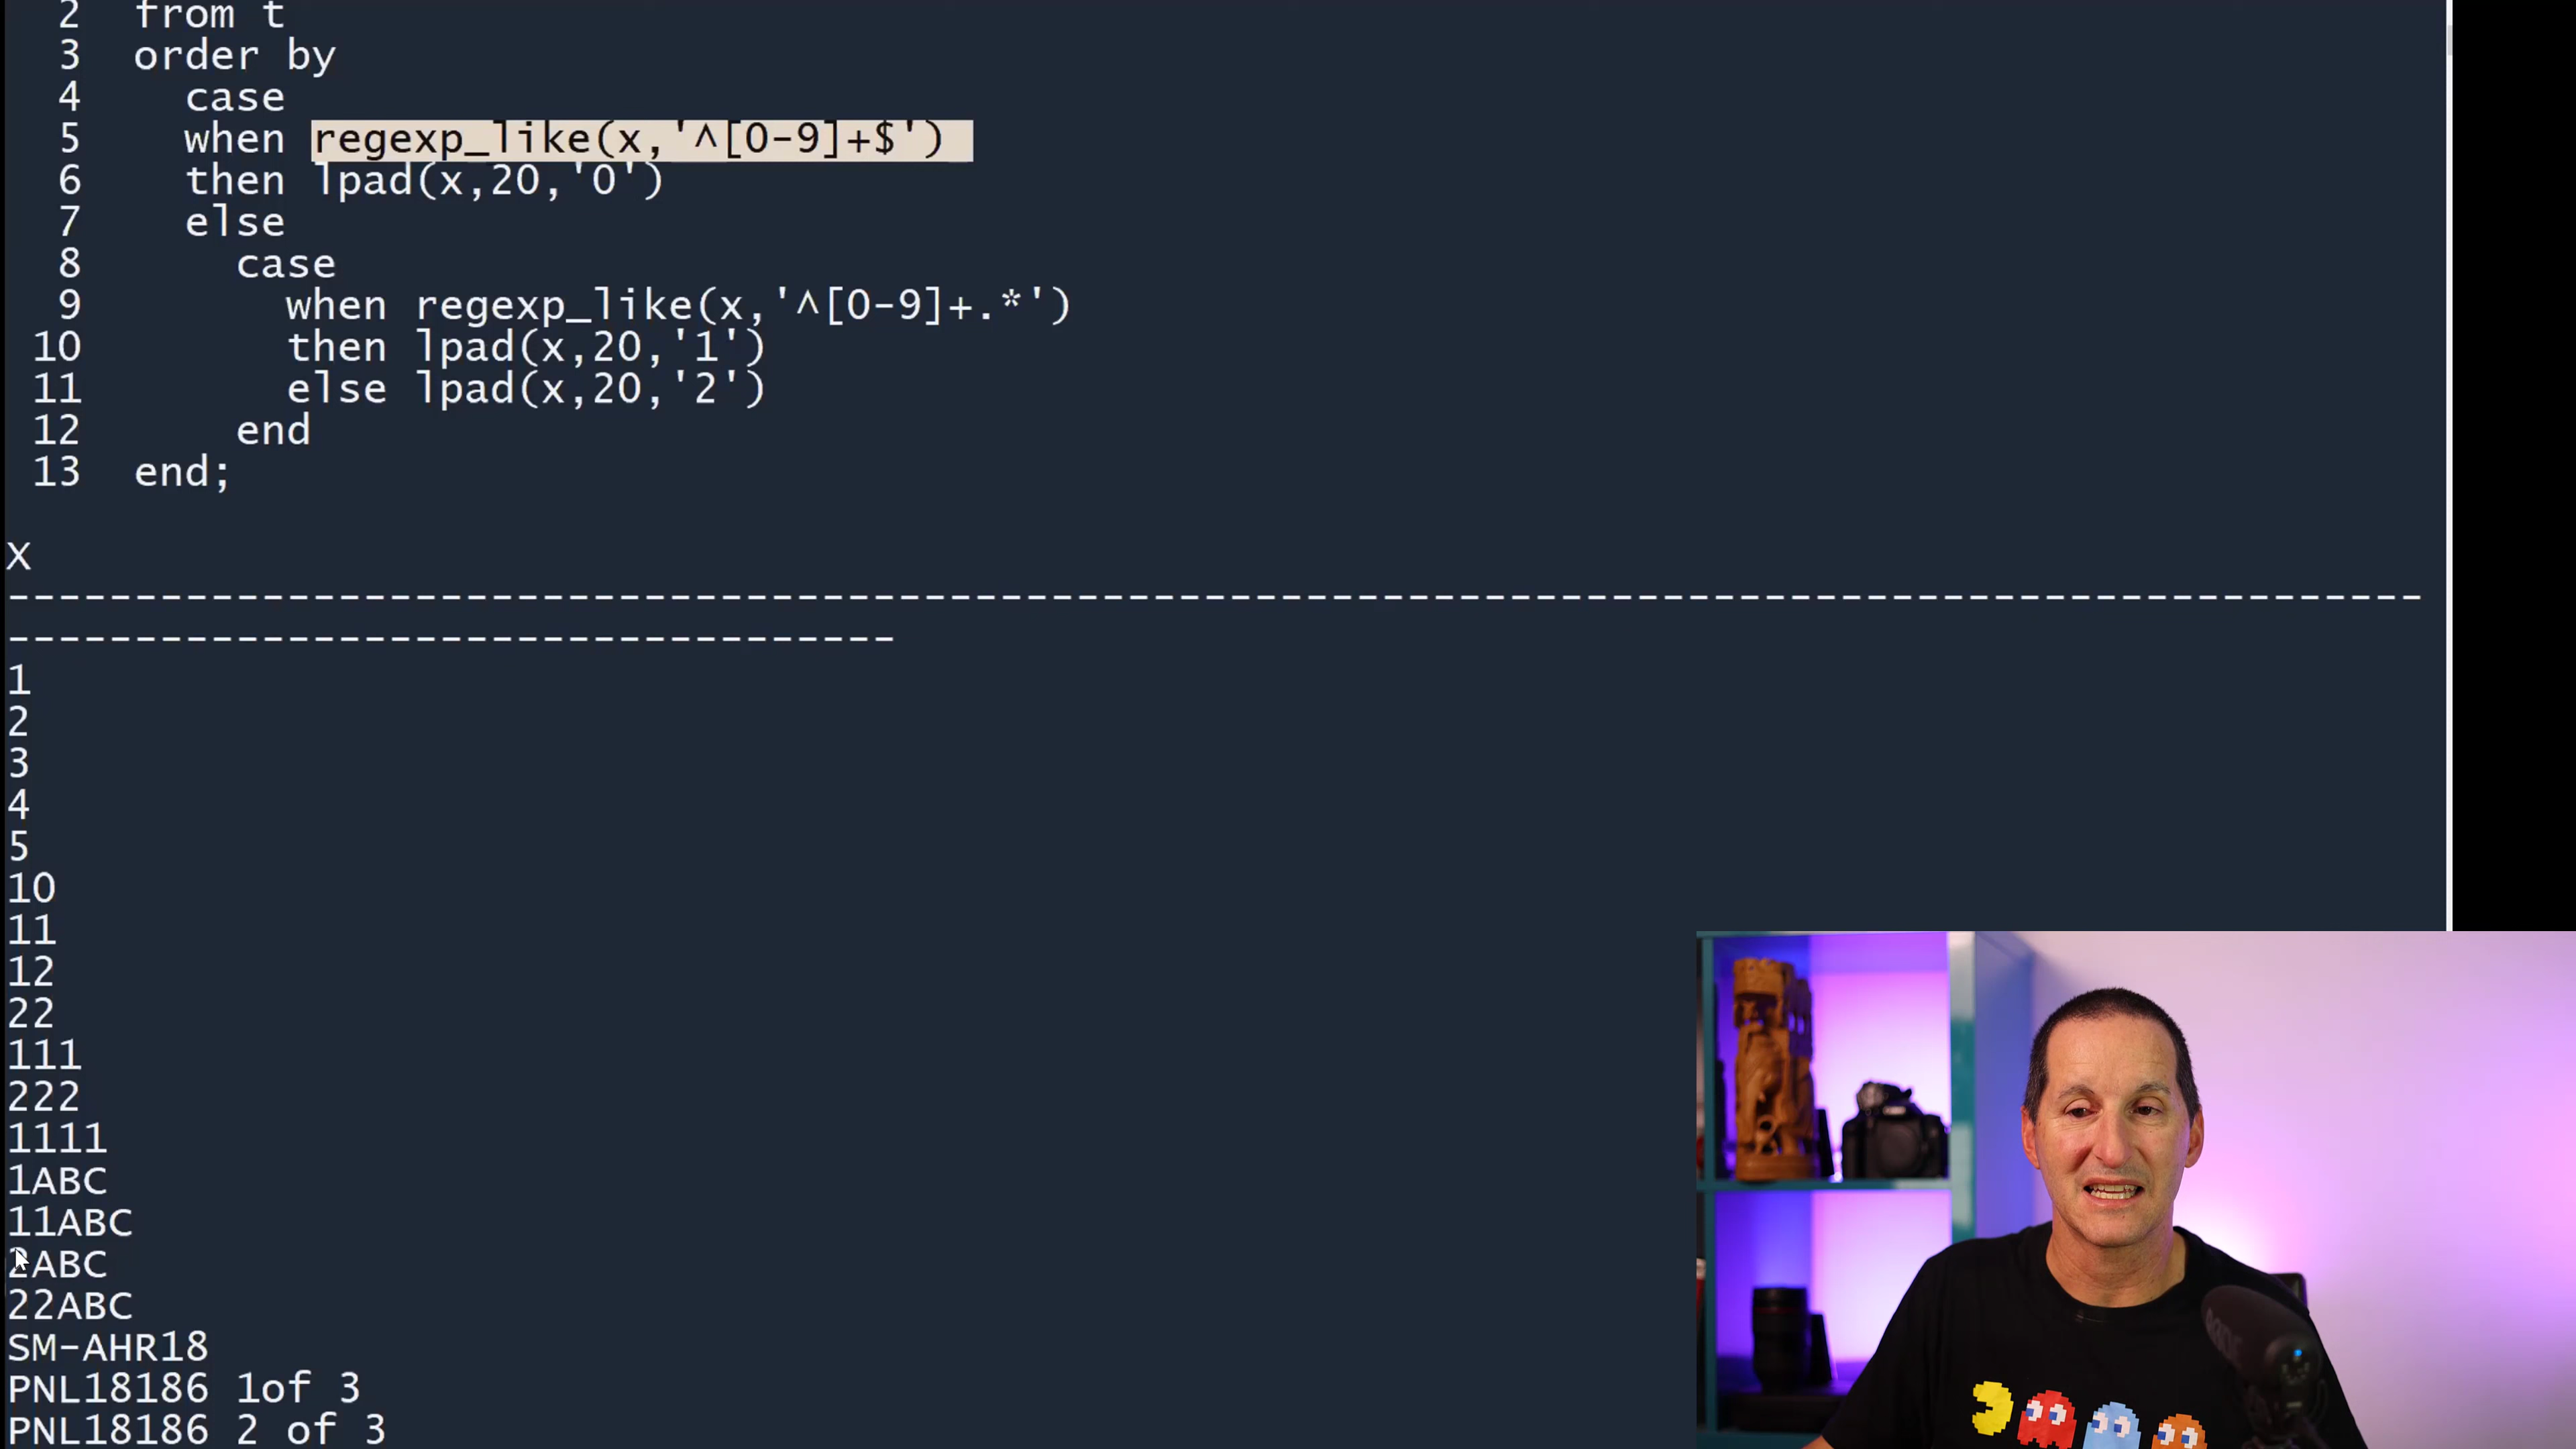 2 from t
3 order by
4 case
5 when regexp_like(x,'^[0-9]+$')
6 then lpad(x,20,'0')
7 else
8 case
9 when regexp_like(x,'^[0-9]+.*')
10 then lpad(x,20,'1')
11 else lpad(x,20,'2')
12 end
13 end;
X
------------------------------------------------------------------------------------------------
-----------------------------------
1
2
3
4
5
10
11
12
22
111
222
1111
1ABC
11ABC
2ABC
22ABC
SM-AHR18
PNL18186 1of 3
PNL18186 2 of 3